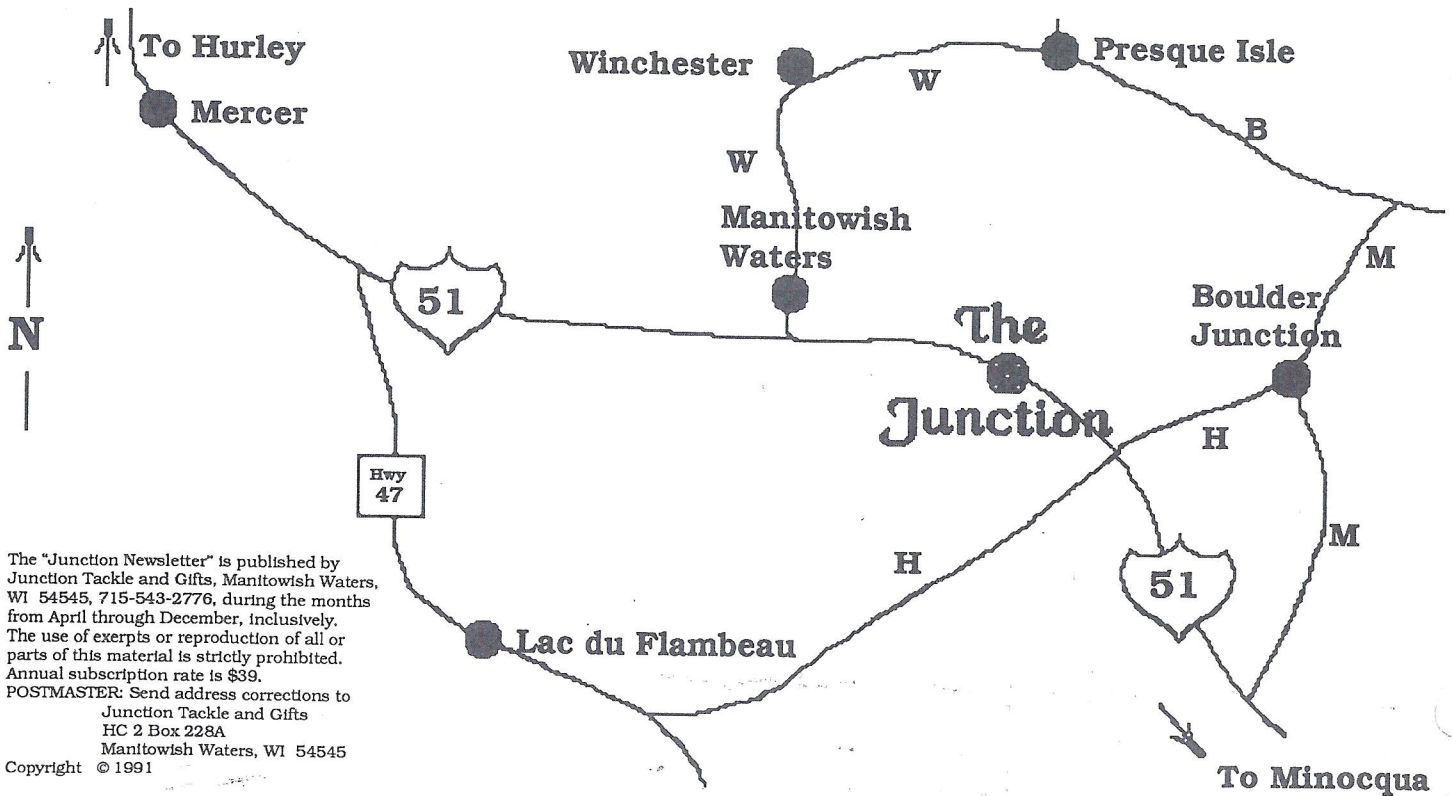 To Hurley
Mercer
Winchester
W
Presque Isle
B
W
Manitowish
Waters
M
N
51
The
Junction
Boulder
Junction
H
Hwy
47
H
M
51
Lac du Flambeau
To Minocqua
The "Junction Newsletter" is published by
Junction Tackle and Gifts, Manitowish Waters,
WI 54545, 715-543-2776, during the months
from April through December, inclusively.
The use of exerpts or reproduction of all or
parts of this material is strictly prohibited.
Annual subscription rate is $39.
POSTMASTER: Send address corrections to
Junction Tackle and Gifts
HC 2 Box 228A
Manitowish Waters, WI 54545
Copyright © 1991